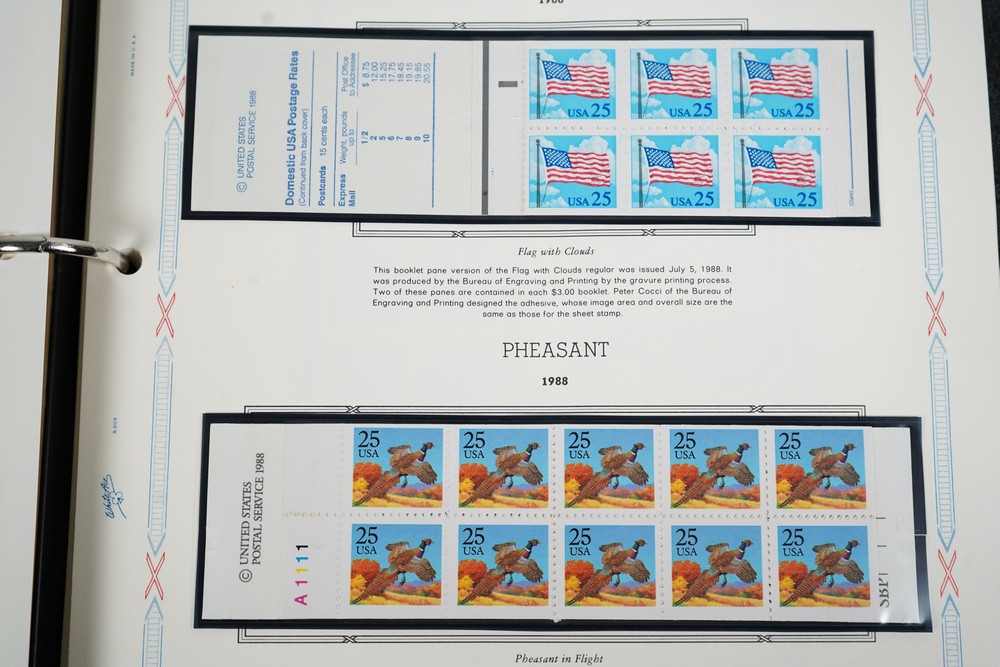 1988
MADE IN U.S.A.
© UNITED STATES
POSTAL SERVICE 1988
Domestic USA Postage Rates
(Continued from back cover)
Postcards 15 cents each
Express Weight, pounds Post Office
Mail up to to Addressee
1/2 $ 8.75
2 12.00
5 15.25
6 17.75
7 18.45
8 19.15
9 19.85
10 20.55
USA 25
USA 25
USA 25
USA 25
USA 25
USA 25
Flag with Clouds
This booklet pane version of the Flag with Clouds regular was issued July 5, 1988. It
was produced by the Bureau of Engraving and Printing by the gravure printing process.
Two of these panes are contained in each $3.00 booklet. Peter Cocci of the Bureau of
Engraving and Printing designed the adhesive, whose image area and overall size are the
same as those for the sheet stamp.
PHEASANT
1988
© UNITED STATES
POSTAL SERVICE 1988
A1111
25
USA
25
USA
25
USA
25
USA
25
USA
25
USA
25
USA
25
USA
25
USA
25
USA
Pheasant in Flight
White Ace